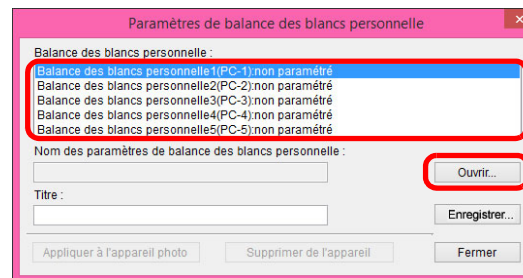 Paramètres de balance des blancs personnelle
Balance des blancs personnelle :
Balance des blancs personnelle1(PC-1):non paramétré
Balance des blancs personnelle2(PC-2):non paramétré
Balance des blancs personnelle3(PC-3):non paramétré
Balance des blancs personnelle4(PC-4):non paramétré
Balance des blancs personnelle5(PC-5):non paramétré
Nom des paramètres de balance des blancs personnelle :
Ouvrir...
Titre :
Enregistrer...
Appliquer à l'appareil photo Supprimer de l'appareil Fermer